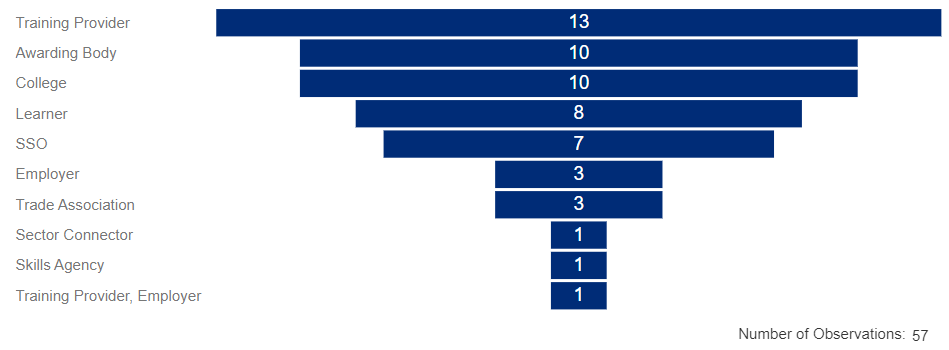 Training Provider 13
Awarding Body 10
College 10
Learner 8
SSO 7
Employer 3
Trade Association 3
Sector Connector 1
Skills Agency 1
Training Provider, Employer 1
Number of Observations: 57